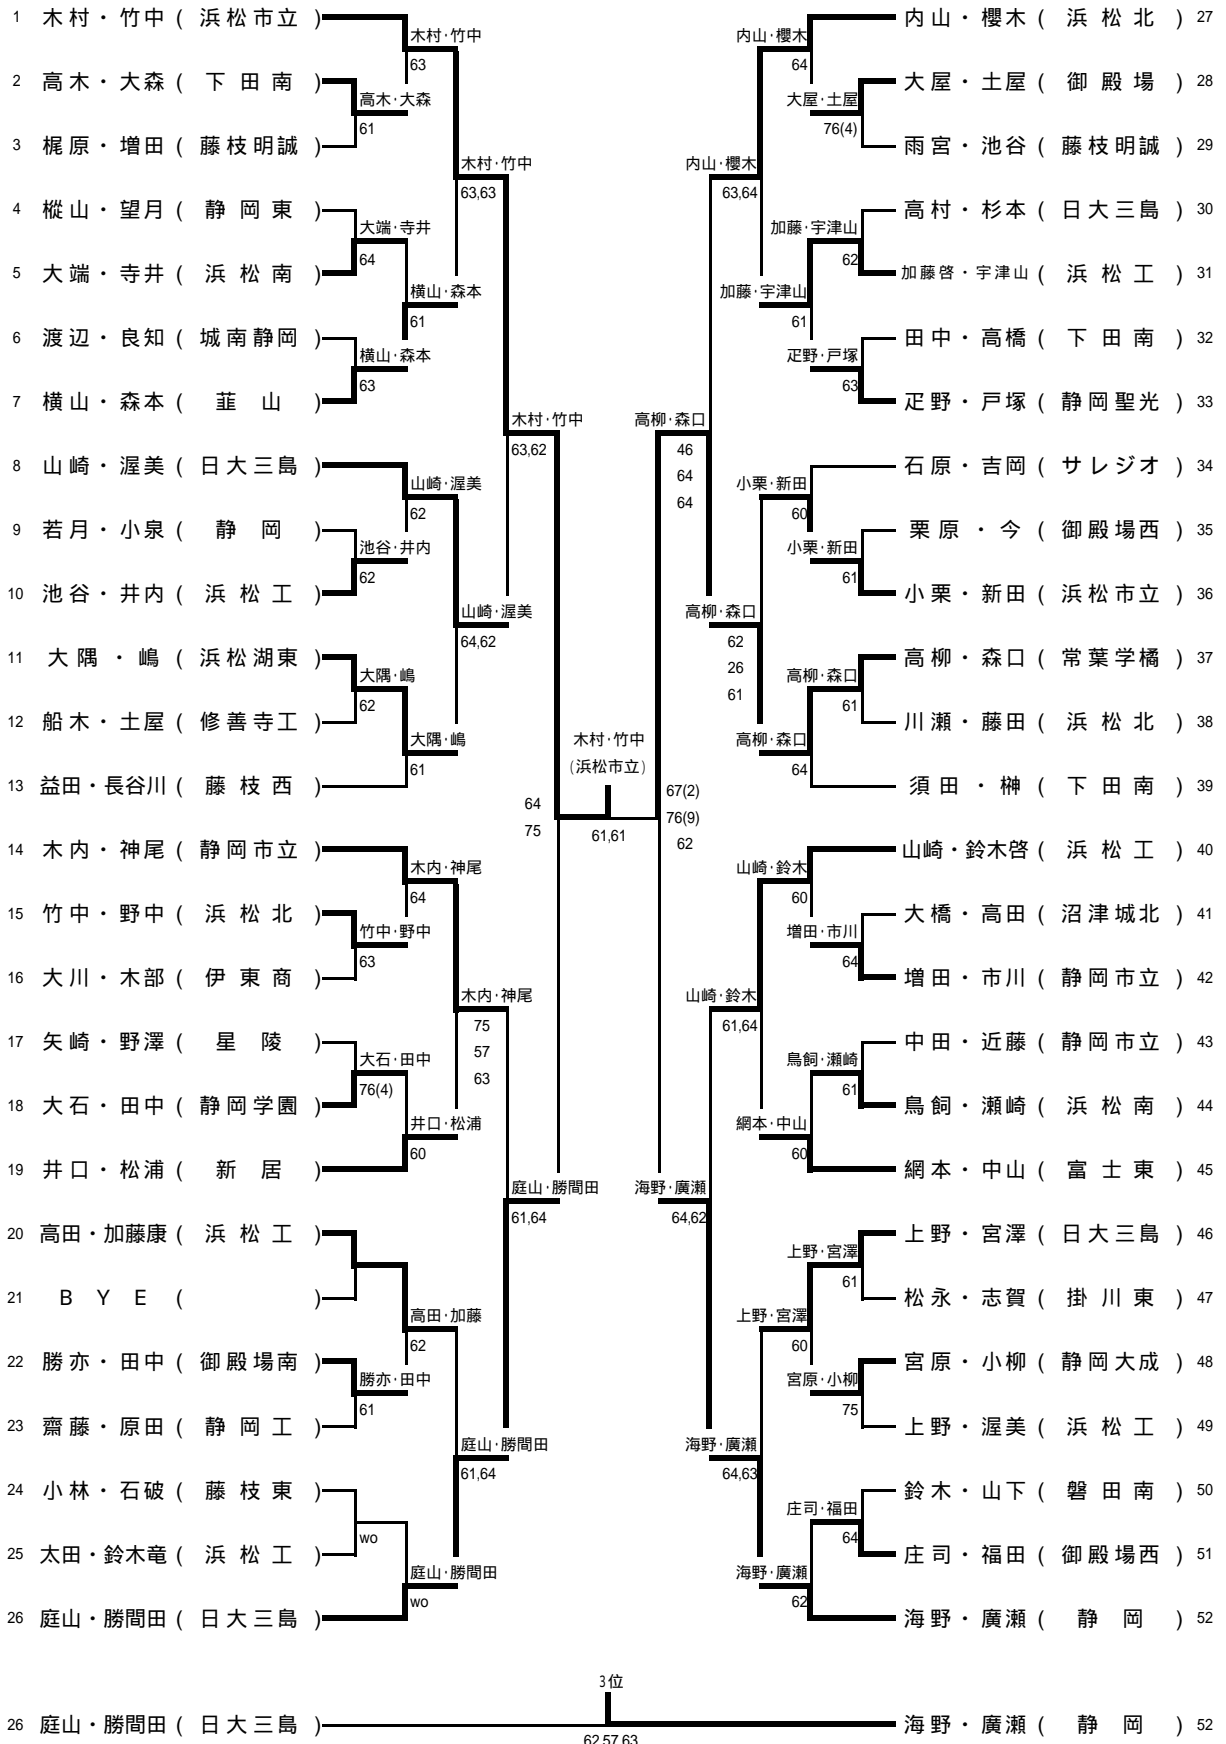 1 木村・竹中 ( 浜松市立 )
2 高木・大森 ( 下田南 )
3 梶原・増田 ( 藤枝明誠 )
4 樅山・望月 ( 静岡東 )
5 大端・寺井 ( 浜松南 )
6 渡辺・良知 ( 城南静岡 )
7 横山・森本 ( 韮山 )
8 山崎・渥美 ( 日大三島 )
9 若月・小泉 ( 静岡 )
10 池谷・井内 ( 浜松工 )
11 大隅・嶋 ( 浜松湖東 )
12 船木・土屋 ( 修善寺工 )
13 益田・長谷川 ( 藤枝西 )
14 木内・神尾 ( 静岡市立 )
15 竹中・野中 ( 浜松北 )
16 大川・木部 ( 伊東商 )
17 矢崎・野澤 ( 星陵 )
18 大石・田中 ( 静岡学園 )
19 井口・松浦 ( 新居 )
20 高田・加藤康 ( 浜松工 )
21 BYE ( )
22 勝亦・田中 ( 御殿場南 )
23 齋藤・原田 ( 静岡工 )
24 小林・石破 ( 藤枝東 )
25 太田・鈴木竜 ( 浜松工 )
26 庭山・勝間田 ( 日大三島 )
高木・大森
61
大端・寺井
64
横山・森本
63
池谷・井内
62
大隅・嶋
62
竹中・野中
63
大石・田中
76(4)
勝亦・田中
61
wo
木村・竹中
63
横山・森本
61
山崎・渥美
62
大隅・嶋
61
木内・神尾
64
井口・松浦
60
高田・加藤
62
庭山・勝間田
wo
木村・竹中
63,63
山崎・渥美
64,62
木内・神尾
75
57
63
庭山・勝間田
61,64
木村・竹中
63,62
庭山・勝間田
61,64
64
75
木村・竹中
(浜松市立)
61,61
67(2)
76(9)
62
高柳・森口
46
64
64
海野・廣瀬
64,62
内山・櫻木
63,64
高柳・森口
62
26
61
山崎・鈴木
61,64
海野・廣瀬
64,63
内山・櫻木
64
加藤・宇津山
61
小栗・新田
60
高柳・森口
64
山崎・鈴木
60
網本・中山
60
上野・宮澤
60
海野・廣瀬
62
大屋・土屋
76(4)
加藤・宇津山
62
疋野・戸塚
63
小栗・新田
61
高柳・森口
61
増田・市川
64
鳥飼・瀬崎
61
上野・宮澤
61
宮原・小柳
75
庄司・福田
64
内山・櫻木 ( 浜松北 ) 27
大屋・土屋 ( 御殿場 ) 28
雨宮・池谷 ( 藤枝明誠 ) 29
高村・杉本 ( 日大三島 ) 30
加藤啓・宇津山 ( 浜松工 ) 31
田中・高橋 ( 下田南 ) 32
疋野・戸塚 ( 静岡聖光 ) 33
石原・吉岡 ( サレジオ ) 34
栗原・今 ( 御殿場西 ) 35
小栗・新田 ( 浜松市立 ) 36
高柳・森口 ( 常葉学橘 ) 37
川瀬・藤田 ( 浜松北 ) 38
須田・榊 ( 下田南 ) 39
山崎・鈴木啓 ( 浜松工 ) 40
大橋・高田 ( 沼津城北 ) 41
増田・市川 ( 静岡市立 ) 42
中田・近藤 ( 静岡市立 ) 43
鳥飼・瀬崎 ( 浜松南 ) 44
網本・中山 ( 富士東 ) 45
上野・宮澤 ( 日大三島 ) 46
松永・志賀 ( 掛川東 ) 47
宮原・小柳 ( 静岡大成 ) 48
上野・渥美 ( 浜松工 ) 49
鈴木・山下 ( 磐田南 ) 50
庄司・福田 ( 御殿場西 ) 51
海野・廣瀬 ( 静岡 ) 52
3位
26 庭山・勝間田 ( 日大三島 )
海野・廣瀬 ( 静岡 ) 52
62,57,63